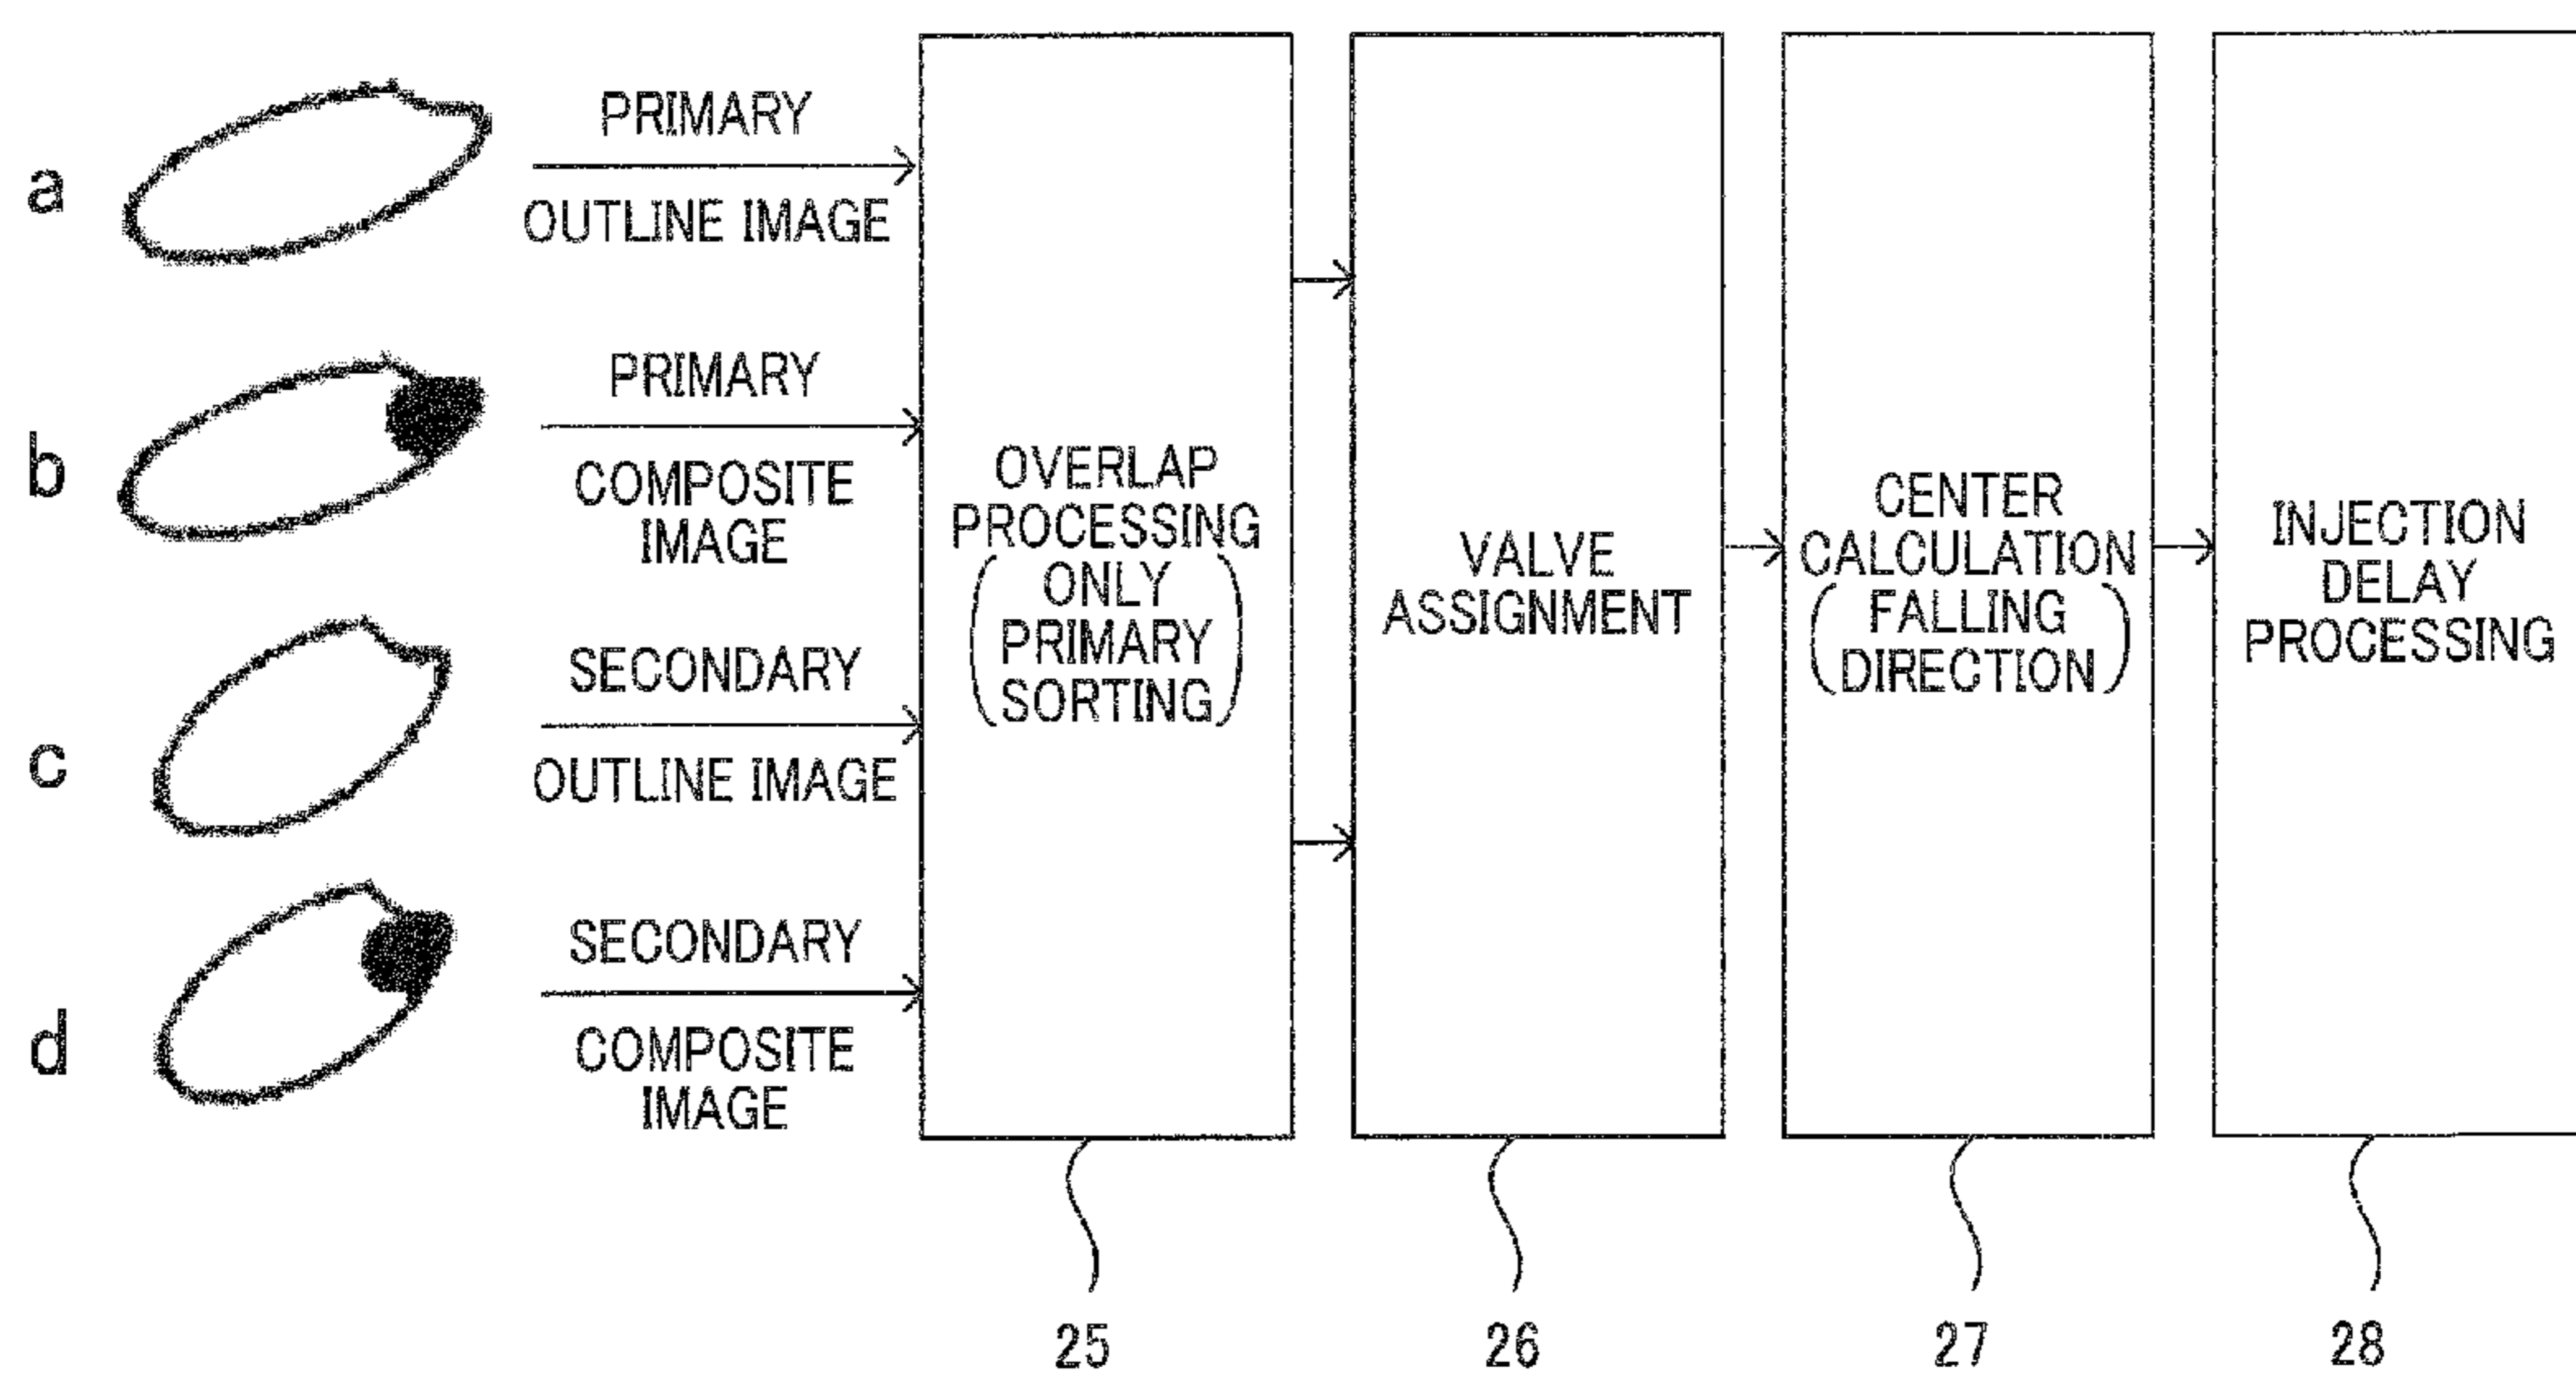 a
PRIMARY
OUTLINE IMAGE
b
PRIMARY
COMPOSITE
IMAGE
c
SECONDARY
OUTLINE IMAGE
d
SECONDARY
COMPOSITE
IMAGE
OVERLAP
PROCESSING
(ONLY
PRIMARY
SORTING)
VALVE
ASSIGNMENT
CENTER
CALCULATION
(FALLING
DIRECTION)
INJECTION
DELAY
PROCESSING
25
26
27
28